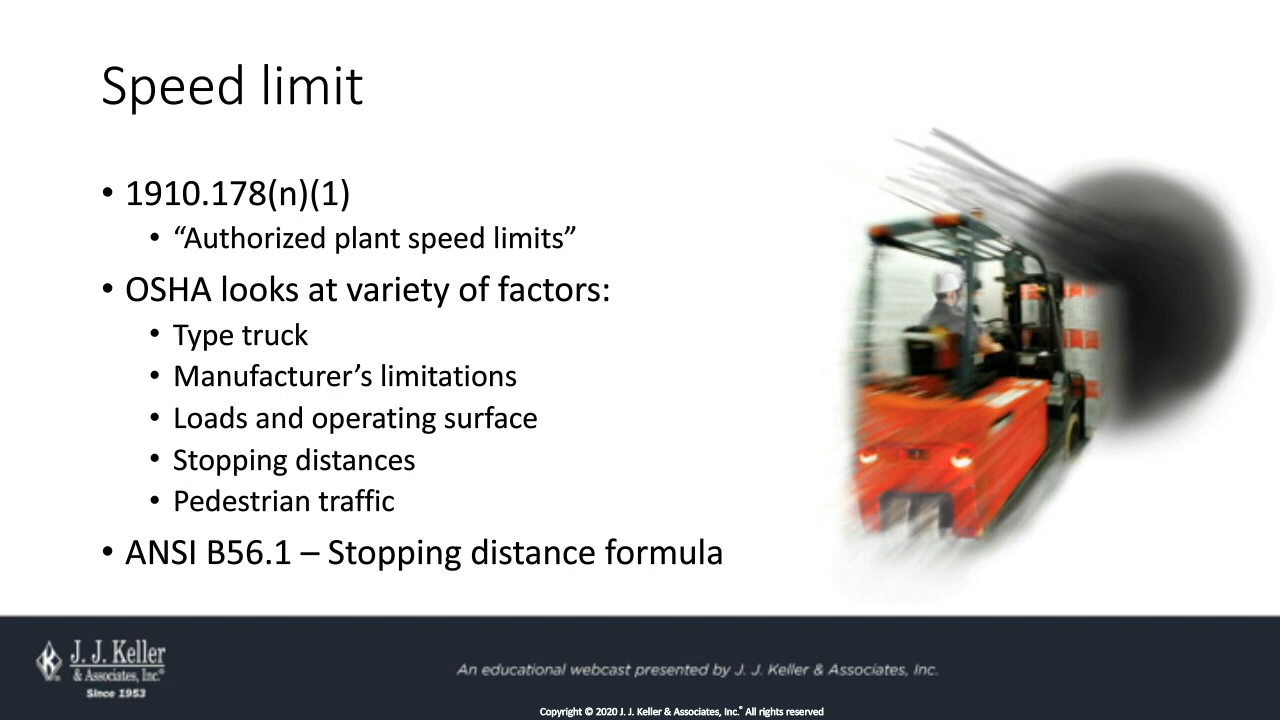 Speed limit
• 1910.178(n)(1)
• “Authorized plant speed limits”
• OSHA looks at variety of factors:
• Type truck
• Manufacturer’s limitations
• Loads and operating surface
• Stopping distances
• Pedestrian traffic
• ANSI B56.1 – Stopping distance formula
J. J. Keller
& Associates, Inc.®
Since 1953
An educational webcast presented by J. J. Keller & Associates, Inc.
Copyright © 2020 J. J. Keller & Associates, Inc.® All rights reserved